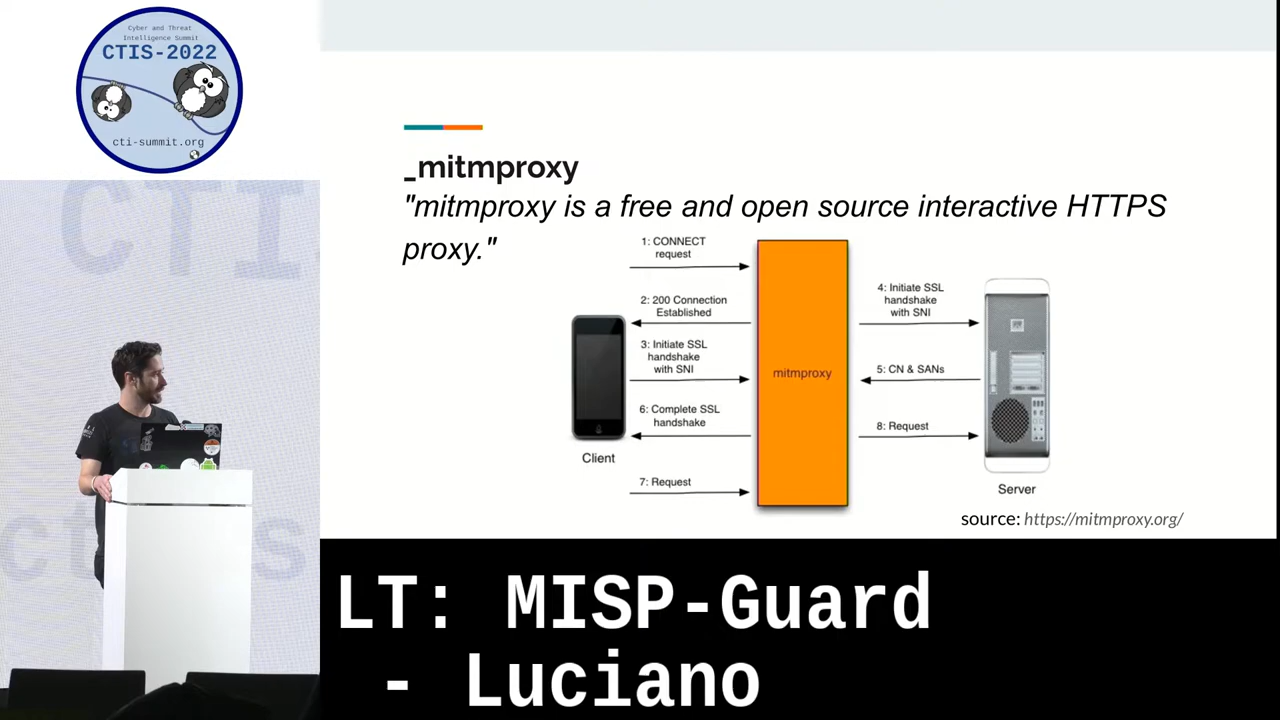 Cyber and Threat
Intelligence Summit
CTIS-2022
cti-summit.org
_mitmproxy
"mitmproxy is a free and open source interactive HTTPS
proxy."
1: CONNECT
request
2: 200 Connection
Established
3: Initiate SSL
handshake
with SNI
6: Complete SSL
handshake
7: Request
Client
mitmproxy
4: Initiate SSL
handshake
with SNI
5: CN & SANs
8: Request
Server
source: https://mitmproxy.org/
CTI
LT: MISP-Guard
- Luciano